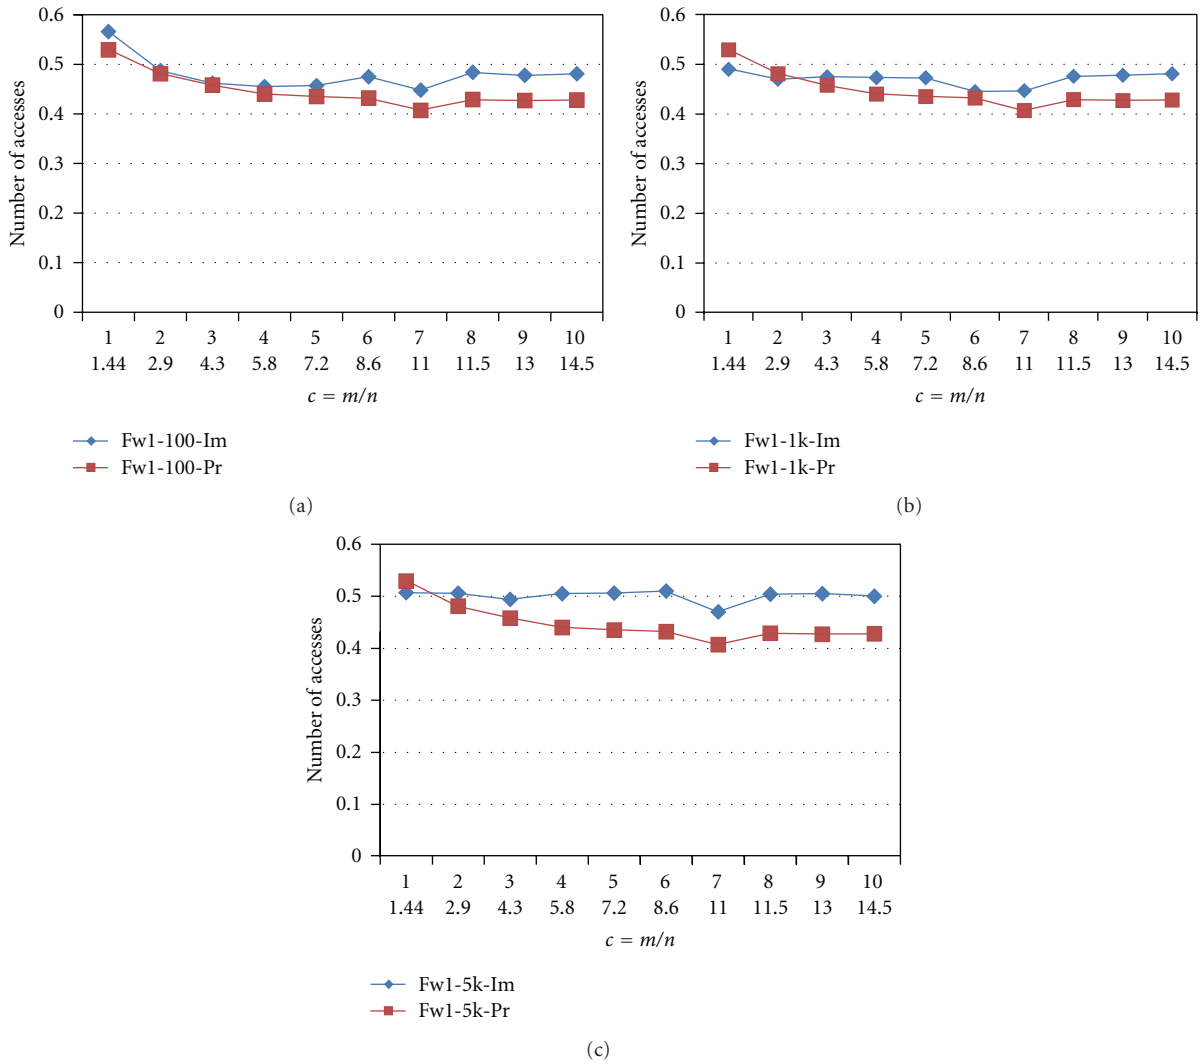 0.6
0.5
0.4
0.3
0.2
0.1
0
Number of accesses
1 2 3 4 5 6 7 8 9 10
1.44 2.9 4.3 5.8 7.2 8.6 11 11.5 13 14.5
c = m/n
Fw1-100-Im
Fw1-100-Pr
(a)
0.6
0.5
0.4
0.3
0.2
0.1
0
Number of accesses
1 2 3 4 5 6 7 8 9 10
1.44 2.9 4.3 5.8 7.2 8.6 11 11.5 13 14.5
c = m/n
Fw1-1k-Im
Fw1-1k-Pr
(b)
0.6
0.5
0.4
0.3
0.2
0.1
0
Number of accesses
1 2 3 4 5 6 7 8 9 10
1.44 2.9 4.3 5.8 7.2 8.6 11 11.5 13 14.5
c = m/n
Fw1-5k-Im
Fw1-5k-Pr
(c)